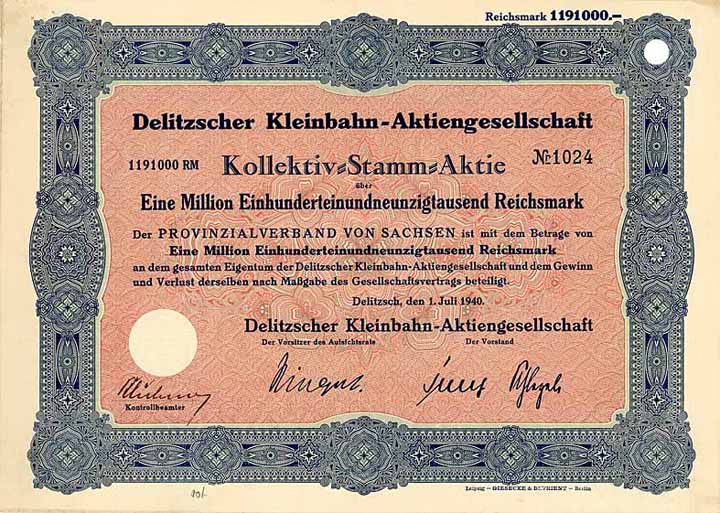 Reichsmark 1191000.–
Delitzscher Kleinbahn-Aktiengesellschaft
1191000 RM Kollektiv-Stamm-Aktie № 1024
über
Eine Million Einhunderteinundneunzigtausend Reichsmark
Der PROVINZIALVERBAND VON SACHSEN ist mit dem Betrage von
Eine Million Einhunderteinundneunzigtausend Reichsmark
an dem gesamten Eigentum der Delitzscher Kleinbahn-Aktiengesellschaft und dem Gewinn
und Verlust derselben nach Maßgabe des Gesellschaftsvertrags beteiligt.
Delitzsch, den 1. Juli 1940.
Delitzscher Kleinbahn-Aktiengesellschaft
Der Vorsitzer des Aufsichtsrats Der Vorstand
Kontrollbeamter
Leipzig – GIESECKE & DEVRIENT – Berlin